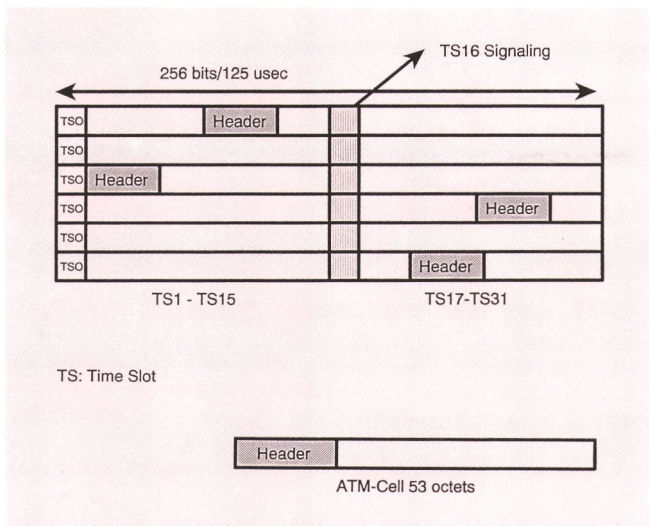 TS16 Signaling
256 bits/125 usec
TSO Header
TSO
TSO Header
TSO Header
TSO
TSO Header
TS1 - TS15 TS17-TS31
TS: Time Slot
Header
ATM-Cell 53 octets